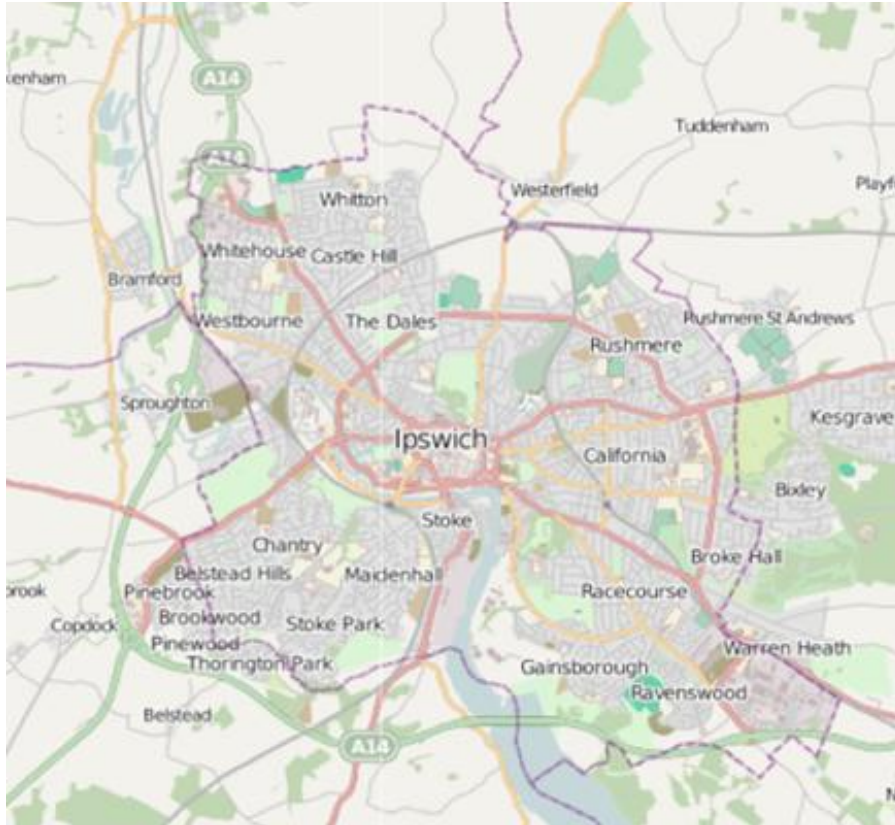 A14
kenham
Tuddenham
A14
Playf
Westerfield
Whitton
Whitehouse
Castle Hill
Bramford
Westbourne
The Dales
Rushmere St Andrews
Rushmere
Sproughton
Kesgrave
Ipswich
California
Bixley
Stoke
Chantry
Broke Hall
Belstead Hills
Maidenhall
Racecourse
brook
Pinebrook
Brookwood
Copdock
Stoke Park
Pinewood
Warren Heath
Thorington Park
Gainsborough
Ravenswood
Belstead
A14
N